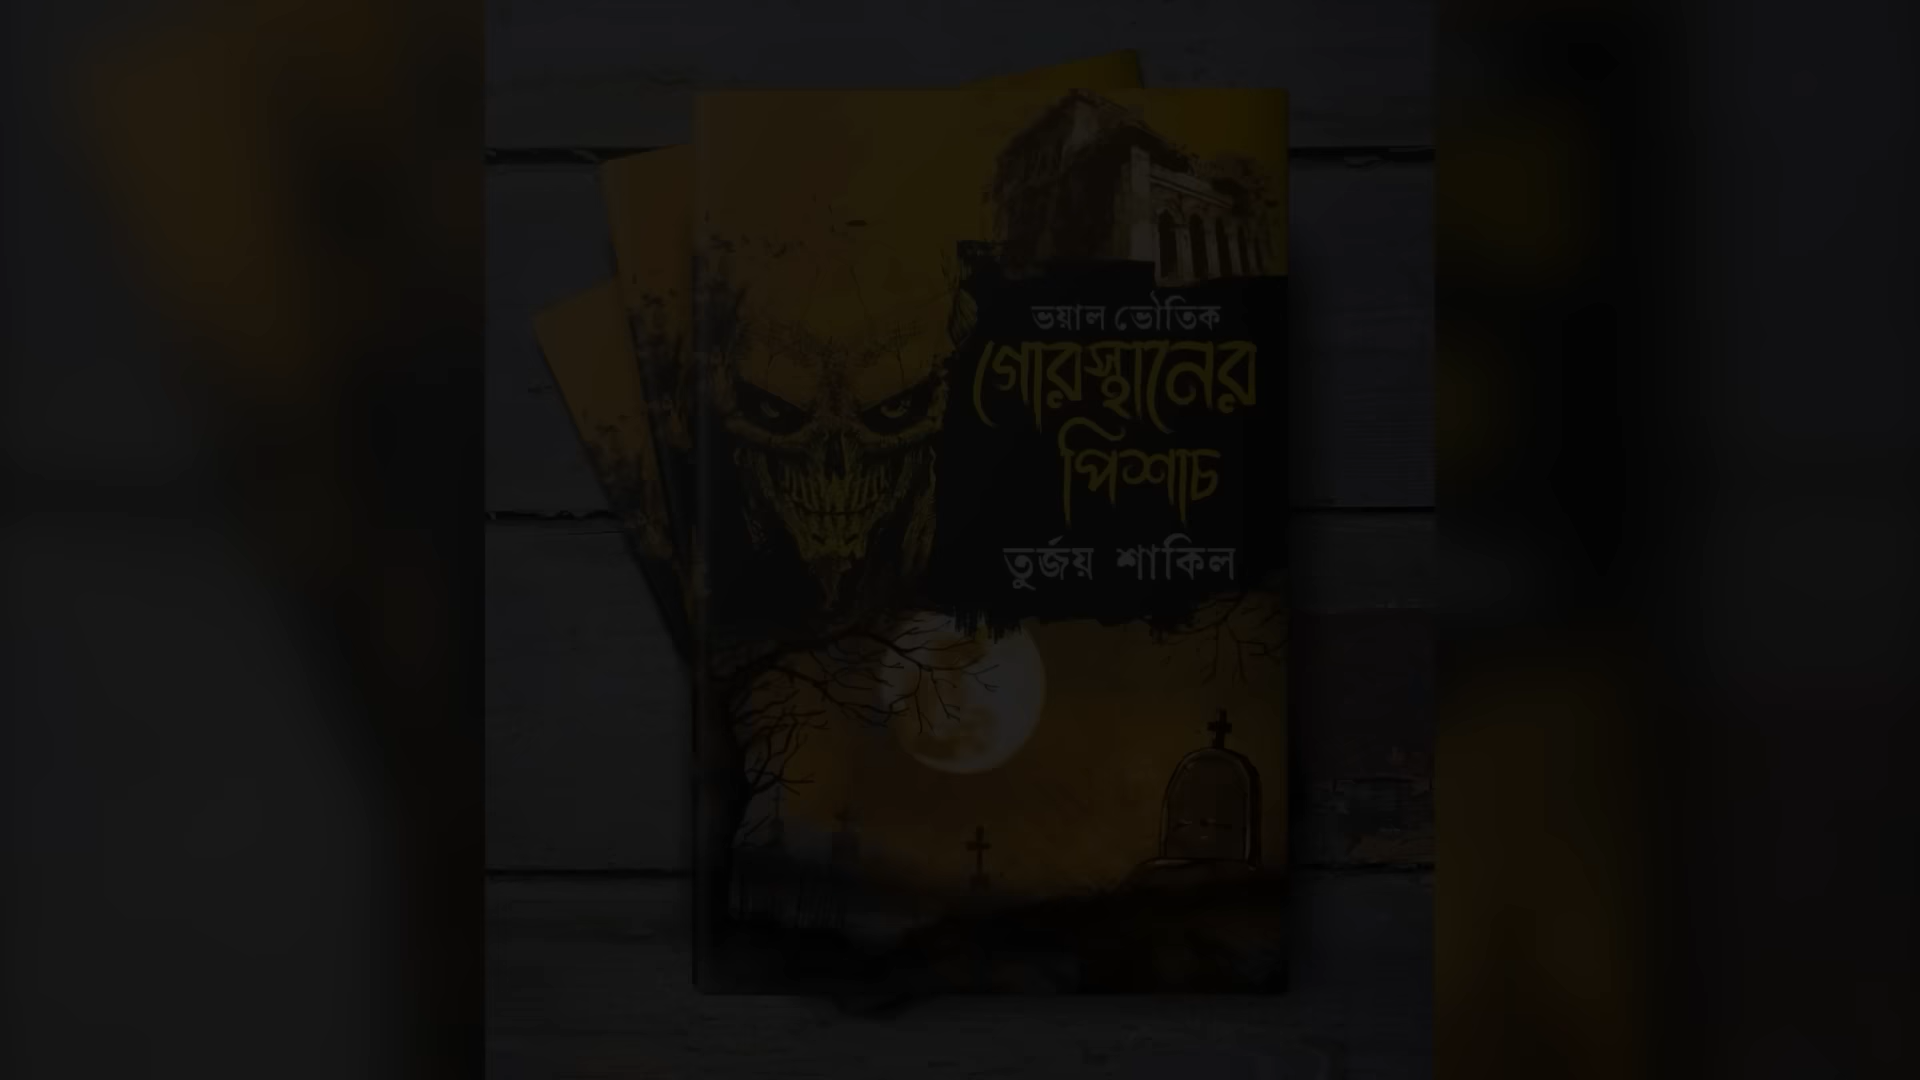 ভয়াল ভৌতিক
গোরস্থানের
পিশাচ
তুর্জয় শাকিল